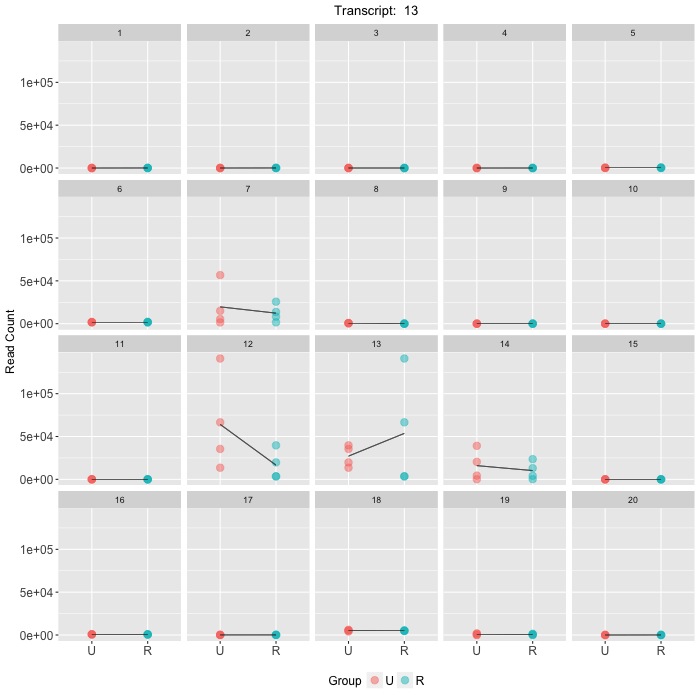 Transcript: 13
1 2 3 4 5
1e+05
5e+04
0e+00
6 7 8 9 10
1e+05
5e+04
0e+00
11 12 13 14 15
1e+05
5e+04
0e+00
16 17 18 19 20
1e+05
5e+04
0e+00
U R U R U R U R U R
Read Count
Group U R